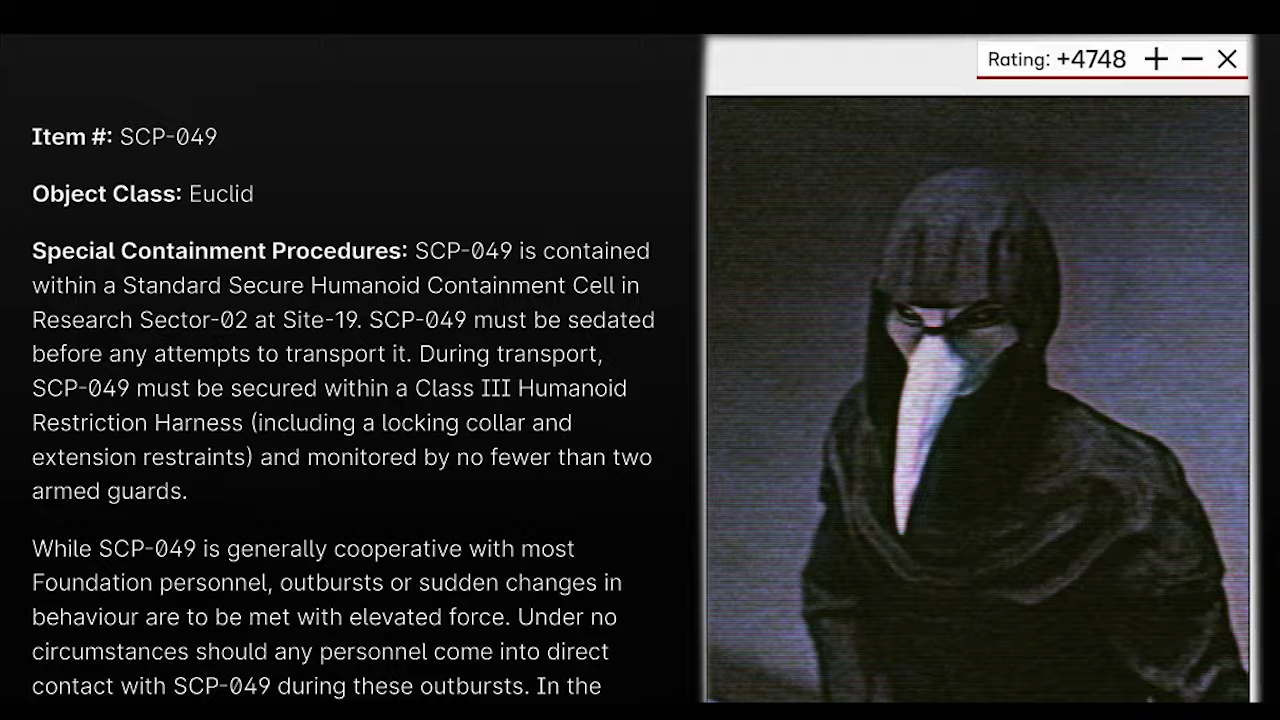 Rating: +4748 + − ×
Item #: SCP-049
Object Class: Euclid
Special Containment Procedures: SCP-049 is contained
within a Standard Secure Humanoid Containment Cell in
Research Sector-02 at Site-19. SCP-049 must be sedated
before any attempts to transport it. During transport,
SCP-049 must be secured within a Class III Humanoid
Restriction Harness (including a locking collar and
extension restraints) and monitored by no fewer than two
armed guards.
While SCP-049 is generally cooperative with most
Foundation personnel, outbursts or sudden changes in
behaviour are to be met with elevated force. Under no
circumstances should any personnel come into direct
contact with SCP-049 during these outbursts. In the